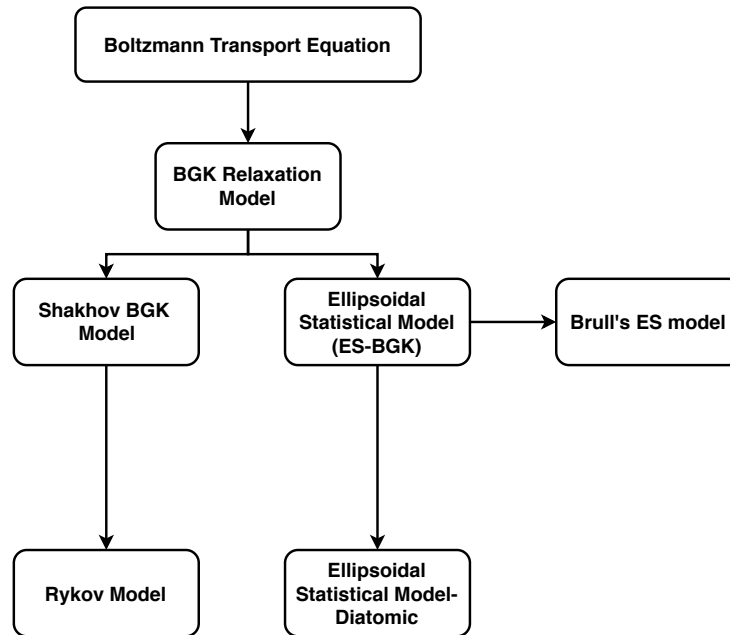 Boltzmann Transport Equation
BGK Relaxation
Model
Shakhov BGK
Model
Ellipsoidal
Statistical Model
(ES-BGK)
Brull's ES model
Rykov Model
Ellipsoidal
Statistical Model-
Diatomic